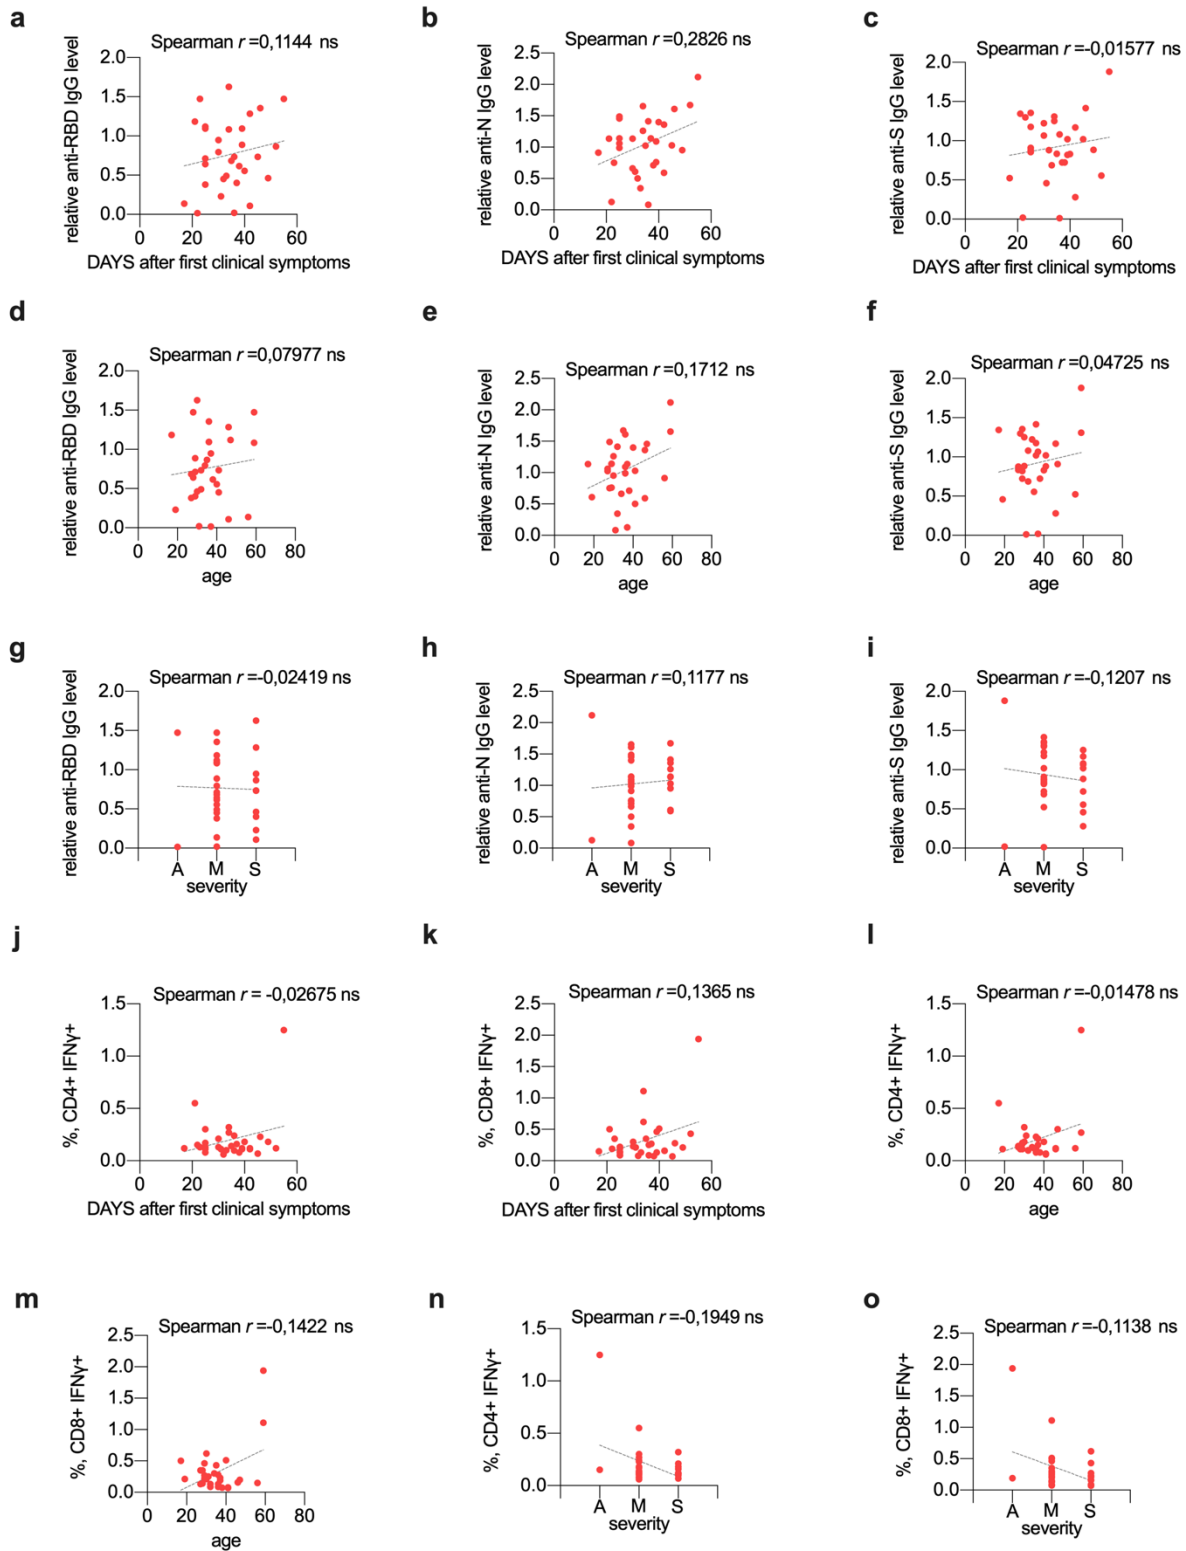 a
Spearman r=0,1144 ns
relative anti-RBD IgG level
2.0
1.5
1.0
0.5
0.0
0 20 40 60
DAYS after first clinical symptoms
b
Spearman r=0,2826 ns
relative anti-N IgG level
2.5
2.0
1.5
1.0
0.5
0.0
0 20 40 60
DAYS after first clinical symptoms
c
Spearman r=-0,01577 ns
relative anti-S IgG level
2.0
1.5
1.0
0.5
0.0
0 20 40 60
DAYS after first clinical symptoms
d
Spearman r=0,07977 ns
relative anti-RBD IgG level
2.0
1.5
1.0
0.5
0.0
0 20 40 60 80
age
e
Spearman r=0,1712 ns
relative anti-N IgG level
2.5
2.0
1.5
1.0
0.5
0.0
0 20 40 60 80
age
f
Spearman r=0,04725 ns
relative anti-S IgG level
2.0
1.5
1.0
0.5
0.0
0 20 40 60 80
age
g
Spearman r=-0,02419 ns
relative anti-RBD IgG level
2.0
1.5
1.0
0.5
0.0
A M S
severity
h
Spearman r=0,1177 ns
relative anti-N IgG level
2.5
2.0
1.5
1.0
0.5
0.0
A M S
severity
i
Spearman r=-0,1207 ns
relative anti-S IgG level
2.0
1.5
1.0
0.5
0.0
A M S
severity
j
Spearman r = -0,02675 ns
%, CD4+ IFNγ+
1.5
1.0
0.5
0.0
0 20 40 60
DAYS after first clinical symptoms
k
Spearman r=0,1365 ns
%, CD8+ IFNγ+
2.5
2.0
1.5
1.0
0.5
0.0
0 20 40 60
DAYS after first clinical symptoms
l
Spearman r=-0,01478 ns
%, CD4+ IFNγ+
1.5
1.0
0.5
0.0
0 20 40 60 80
age
m
Spearman r=-0,1422 ns
%, CD8+ IFNγ+
2.5
2.0
1.5
1.0
0.5
0.0
0 20 40 60 80
age
n
Spearman r=-0,1949 ns
%, CD4+ IFNγ+
1.5
1.0
0.5
0.0
A M S
severity
o
Spearman r=-0,1138 ns
%, CD8+ IFNγ+
2.5
2.0
1.5
1.0
0.5
0.0
A M S
severity